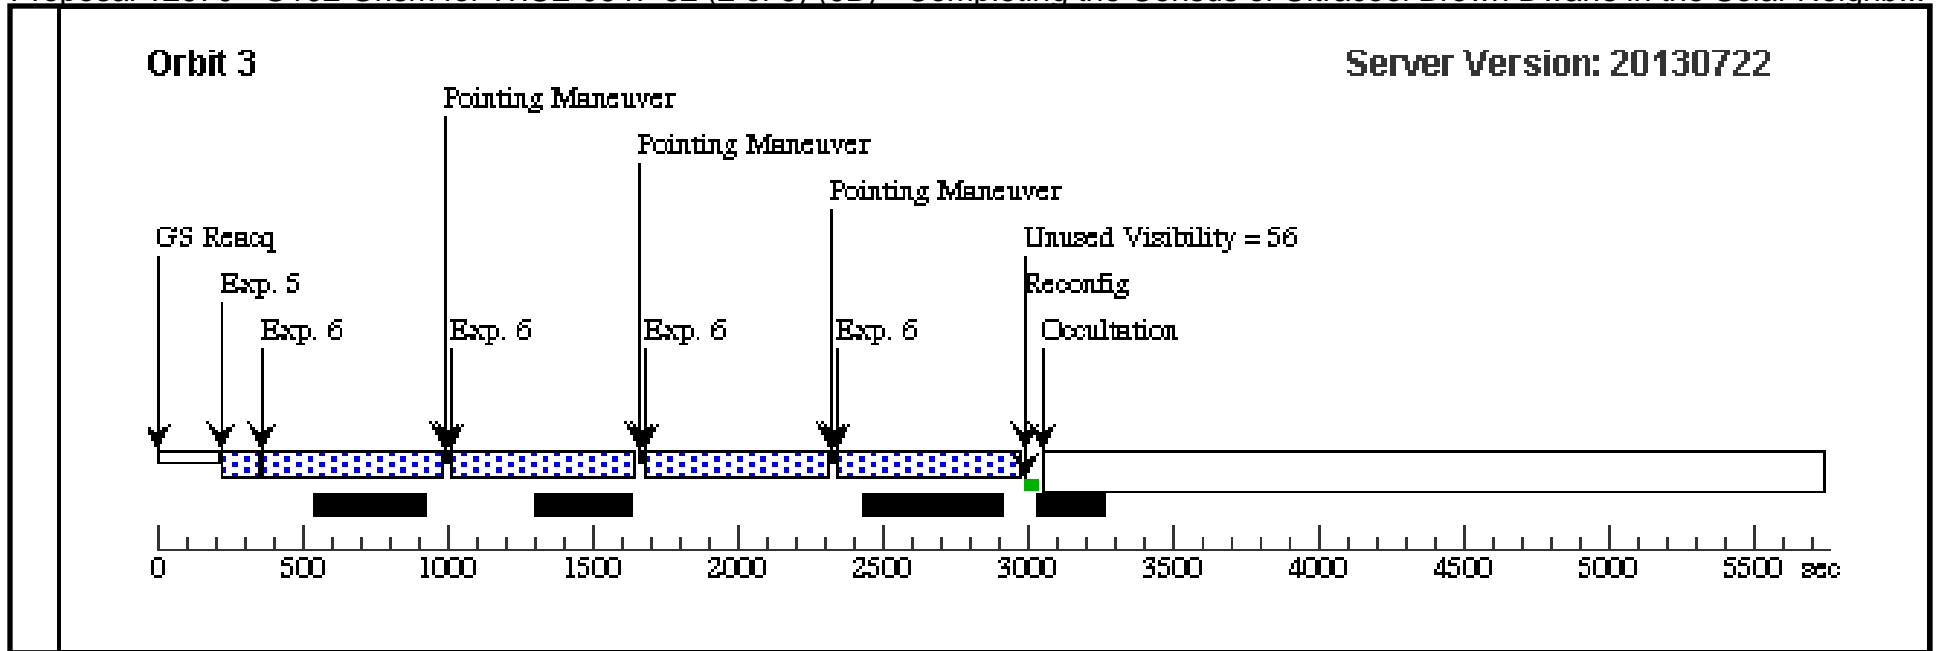 Orbit 3
Server Version: 20130722
Pointing Maneuver
Pointing Maneuver
Pointing Maneuver
GS Reacq
Unused Visibility = 56
Exp. 5
Reconfig
Exp. 6
Exp. 6
Exp. 6
Exp. 6
Occultation
0
500
1000
1500
2000
2500
3000
3500
4000
4500
5000
5500
sec